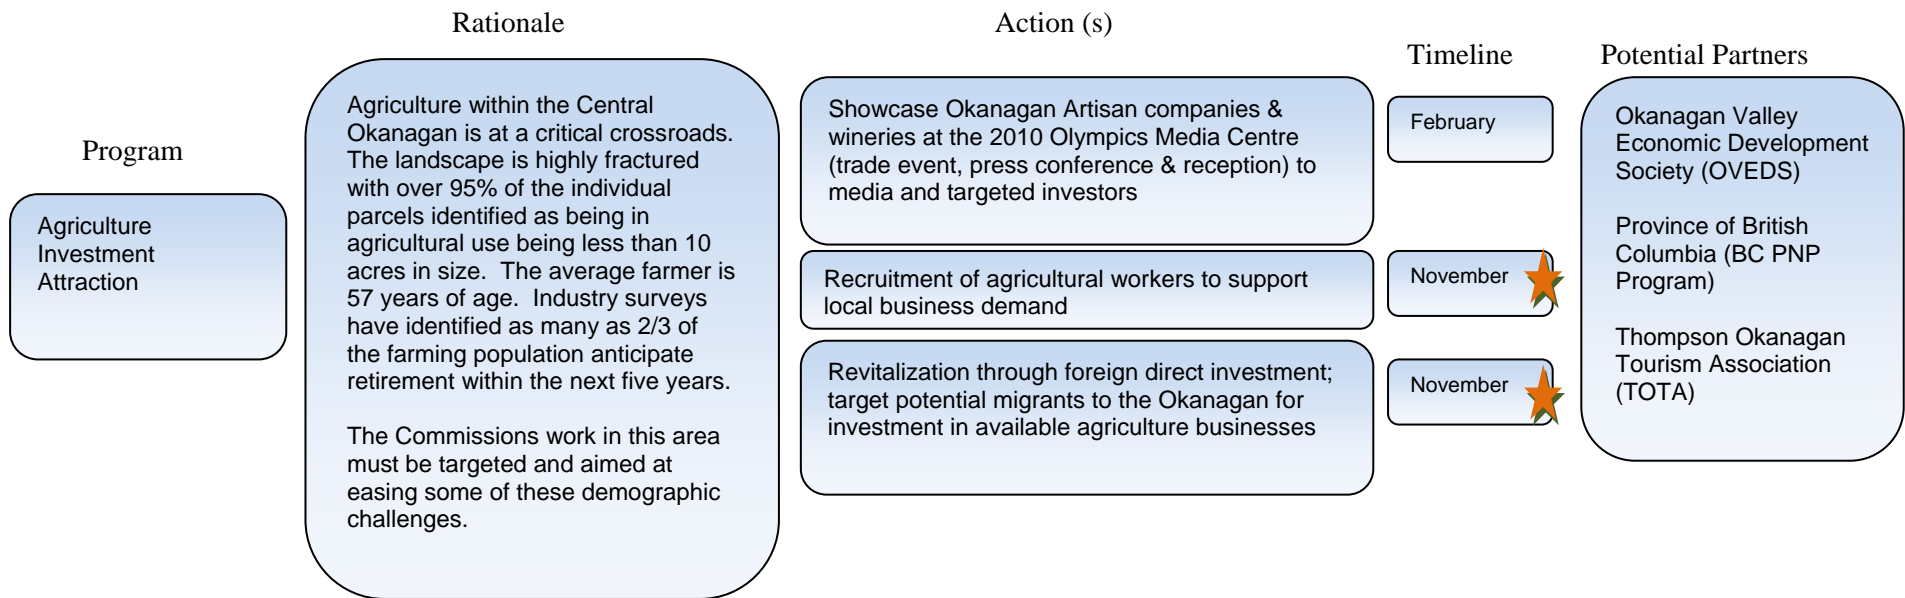 Program
Agriculture
Investment
Attraction
Rationale
Agriculture within the Central
Okanagan is at a critical crossroads.
The landscape is highly fractured
with over 95% of the individual
parcels identified as being in
agricultural use being less than 10
acres in size.  The average farmer is
57 years of age.  Industry surveys
have identified as many as 2/3 of
the farming population anticipate
retirement within the next five years.
The Commissions work in this area
must be targeted and aimed at
easing some of these demographic
challenges.
Action (s)
Showcase Okanagan Artisan companies &
wineries at the 2010 Olympics Media Centre
(trade event, press conference & reception) to
media and targeted investors
Recruitment of agricultural workers to support
local business demand
Revitalization through foreign direct investment;
target potential migrants to the Okanagan for
investment in available agriculture businesses
Timeline
February
November
November
Potential Partners
Okanagan Valley
Economic Development
Society (OVEDS)
Province of British
Columbia (BC PNP
Program)
Thompson Okanagan
Tourism Association
(TOTA)